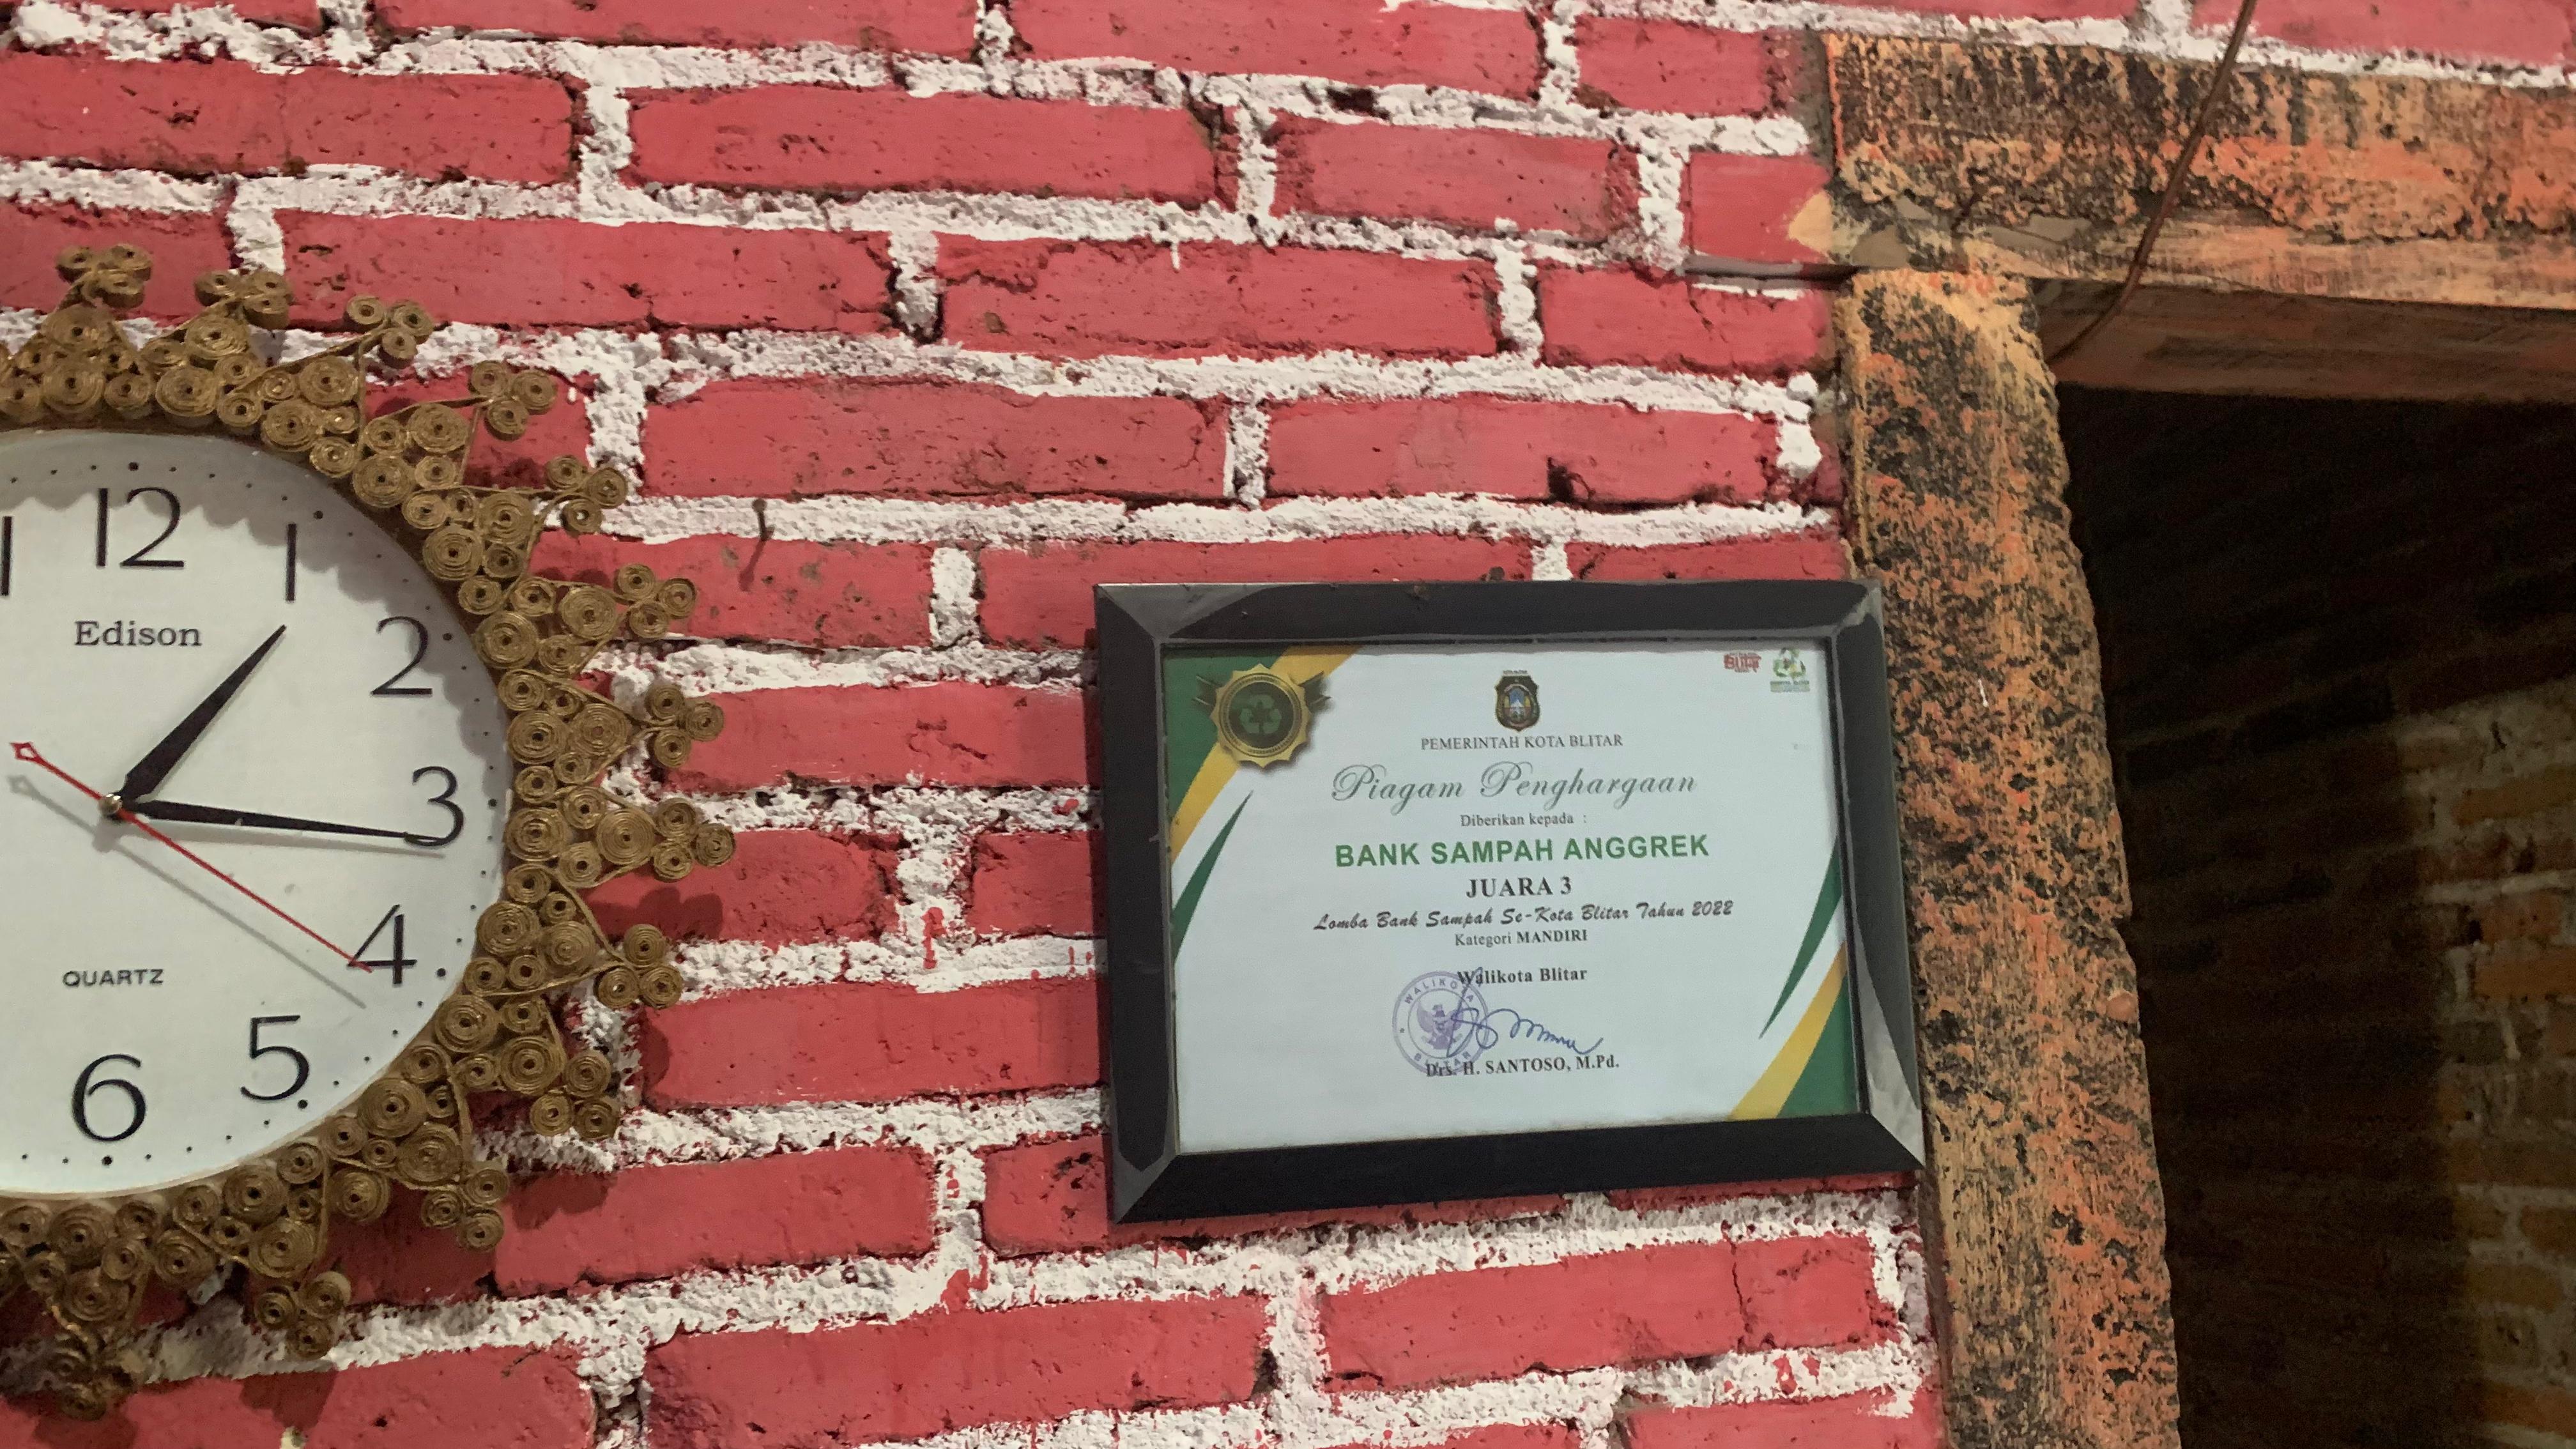 12
1
2
3
4
5
6
Edison
QUARTZ
BLITAR
PEMERINTAH KOTA BLITAR
Piagam Penghargaan
Diberikan kepada :
BANK SAMPAH ANGGREK
JUARA 3
Lomba Bank Sampah Se-Kota Blitar Tahun 2022
Kategori MANDIRI
Walikota Blitar
WALIKOTA
BLITAR
Drs. H. SANTOSO, M.Pd.